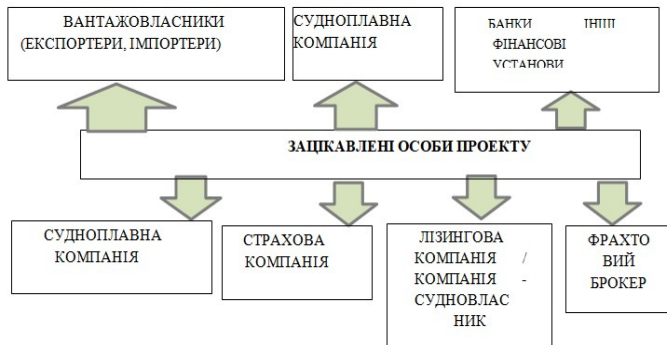 ВАНТАЖОВЛАСНИКИ
(ЕКСПОРТЕРИ, ІМПОРТЕРИ)
СУДНОПЛАВНА
КОМПАНІЯ
БАНКИ ІНШІ
ФІНАНСОВІ
УСТАНОВИ
ЗАЦІКАВЛЕНІ ОСОБИ ПРОЕКТУ
СУДНОПЛАВНА
КОМПАНІЯ
СТРАХОВА
КОМПАНІЯ
ЛІЗИНГОВА
КОМПАНІЯ /
КОМПАНІЯ -
СУДНОВЛАС
НИК
ФРАХТО
ВИЙ
БРОКЕР